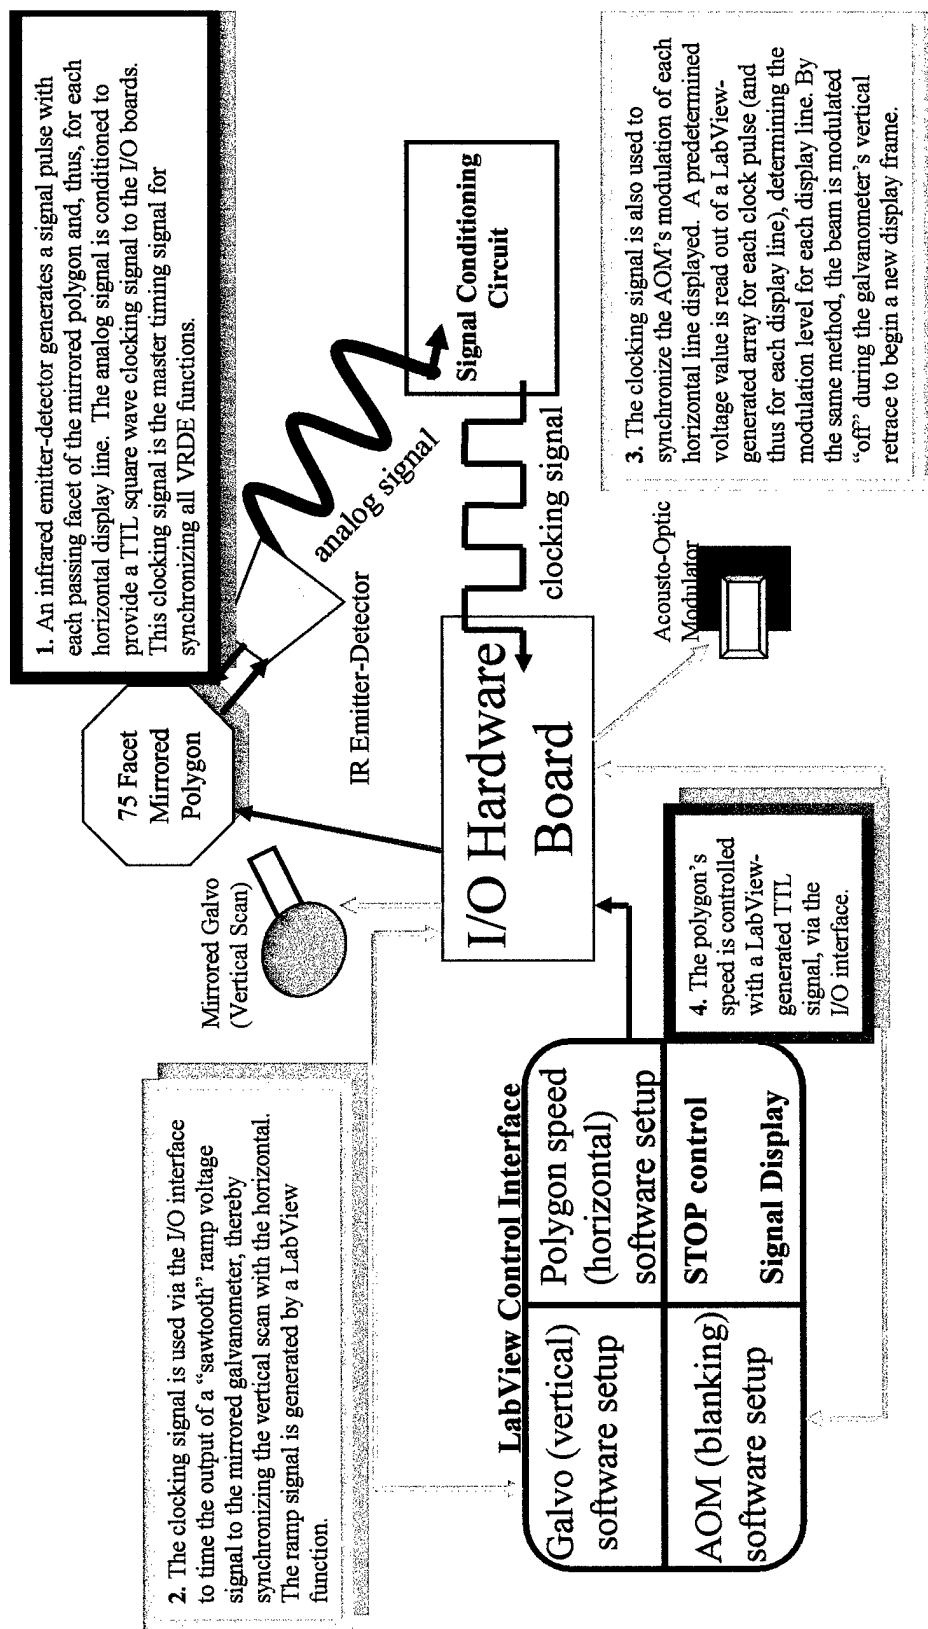 1. An infrared emitter-detector generates a signal pulse with
each passing facet of the mirrored polygon and, thus, for each
horizontal display line. The analog signal is conditioned to
provide a TTL square wave clocking signal to the I/O boards.
This clocking signal is the master timing signal for
synchronizing all VRDE functions.
75 Facet
Mirrored
Polygon
IR Emitter-Detector
analog signal
Signal Conditioning
Circuit
clocking signal
2. The clocking signal is used via the I/O interface
to time the output of a “sawtooth” ramp voltage
signal to the mirrored galvanometer, thereby
synchronizing the vertical scan with the horizontal.
The ramp signal is generated by a LabView
function.
Mirrored Galvo
(Vertical Scan)
I/O Hardware
Board
Acousto-Optic
Modulator
3. The clocking signal is also used to
synchronize the AOM’s modulation of each
horizontal line displayed. A predetermined
voltage value is read out of a LabView-
generated array for each clock pulse (and
thus for each display line), determining the
modulation level for each display line. By
the same method, the beam is modulated
“off” during the galvanometer’s vertical
retrace to begin a new display frame.
LabView Control Interface
Galvo (vertical)
software setup
Polygon speed
(horizontal)
software setup
AOM (blanking)
software setup
STOP control
Signal Display
4. The polygon’s
speed is controlled
with a LabView-
generated TTL
signal, via the
I/O interface.